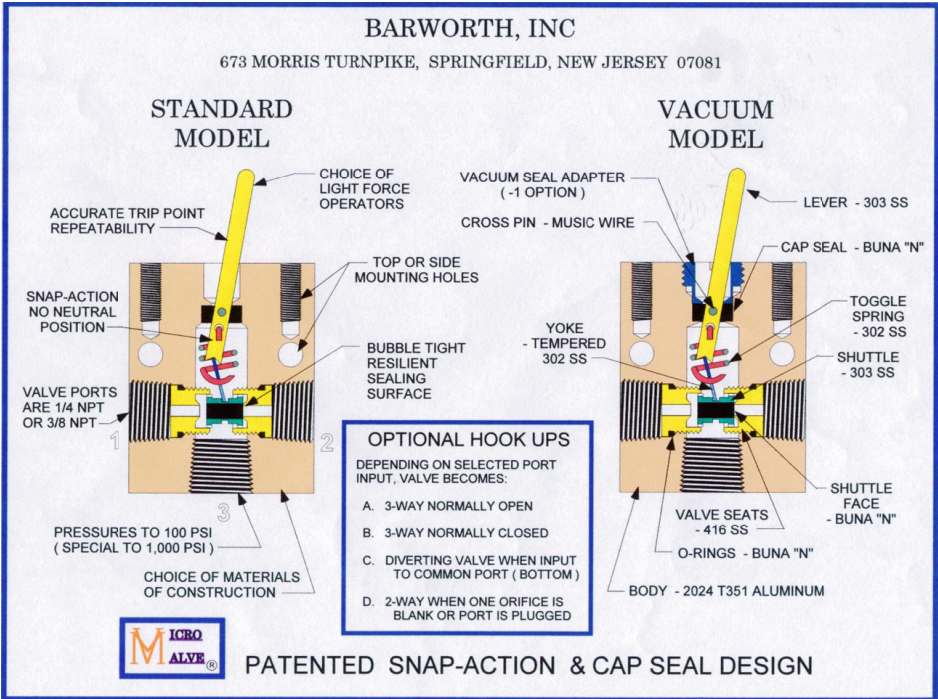 BARWORTH, INC
673 MORRIS TURNPIKE, SPRINGFIELD, NEW JERSEY 07081
STANDARD
MODEL
CHOICE OF
LIGHT FORCE
OPERATORS
ACCURATE TRIP POINT
REPEATABILITY
TOP OR SIDE
MOUNTING HOLES
SNAP-ACTION
NO NEUTRAL
POSITION
BUBBLE TIGHT
RESILIENT
SEALING
SURFACE
VALVE PORTS
ARE 1/4 NPT
OR 3/8 NPT
1
2
3
PRESSURES TO 100 PSI
( SPECIAL TO 1,000 PSI )
CHOICE OF MATERIALS
OF CONSTRUCTION
VACUUM
MODEL
VACUUM SEAL ADAPTER
( -1 OPTION )
CROSS PIN - MUSIC WIRE
LEVER - 303 SS
CAP SEAL - BUNA "N"
TOGGLE
SPRING
- 302 SS
YOKE
- TEMPERED
302 SS
SHUTTLE
- 303 SS
SHUTTLE
FACE
- BUNA "N"
VALVE SEATS
- 416 SS
O-RINGS - BUNA "N"
BODY - 2024 T351 ALUMINUM
OPTIONAL HOOK UPS
DEPENDING ON SELECTED PORT
INPUT, VALVE BECOMES:
A. 3-WAY NORMALLY OPEN
B. 3-WAY NORMALLY CLOSED
C. DIVERTING VALVE WHEN INPUT
TO COMMON PORT ( BOTTOM )
D. 2-WAY WHEN ONE ORIFICE IS
BLANK OR PORT IS PLUGGED
MICRO
VALVE ®
PATENTED SNAP-ACTION & CAP SEAL DESIGN